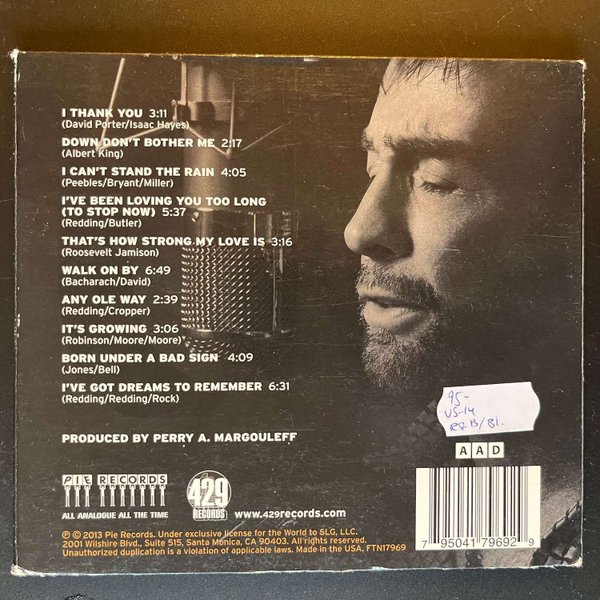 I THANK YOU 3:11
(David Porter/Isaac Hayes)
DOWN DON'T BOTHER ME 2:17
(Albert King)
I CAN'T STAND THE RAIN 4:05
(Peebles/Bryant/Miller)
I'VE BEEN LOVING YOU TOO LONG
(TO STOP NOW) 5:37
(Redding/Butler)
THAT'S HOW STRONG MY LOVE IS 3:16
(Roosevelt Jamison)
WALK ON BY 6:49
(Bacharach/David)
ANY OLE WAY 2:39
(Redding/Cropper)
IT'S GROWING 3:06
(Robinson/Moore/Moore)
BORN UNDER A BAD SIGN 4:09
(Jones/Bell)
I'VE GOT DREAMS TO REMEMBER 6:31
(Redding/Redding/Rock)
PRODUCED BY PERRY A. MARGOULEFF
95-
VS-14
A A D
PIE RECORDS
ALL ANALOGUE ALL THE TIME
429
RECORDS
www.429records.com
℗ © 2013 Pie Records. Under exclusive license for the World to SLG, LLC.
2001 Wilshire Blvd., Suite 515, Santa Monica, CA 90403. All rights reserved.
Unauthorized duplication is a violation of applicable laws. Made in the USA. FTN17969
7 95041 79692 9